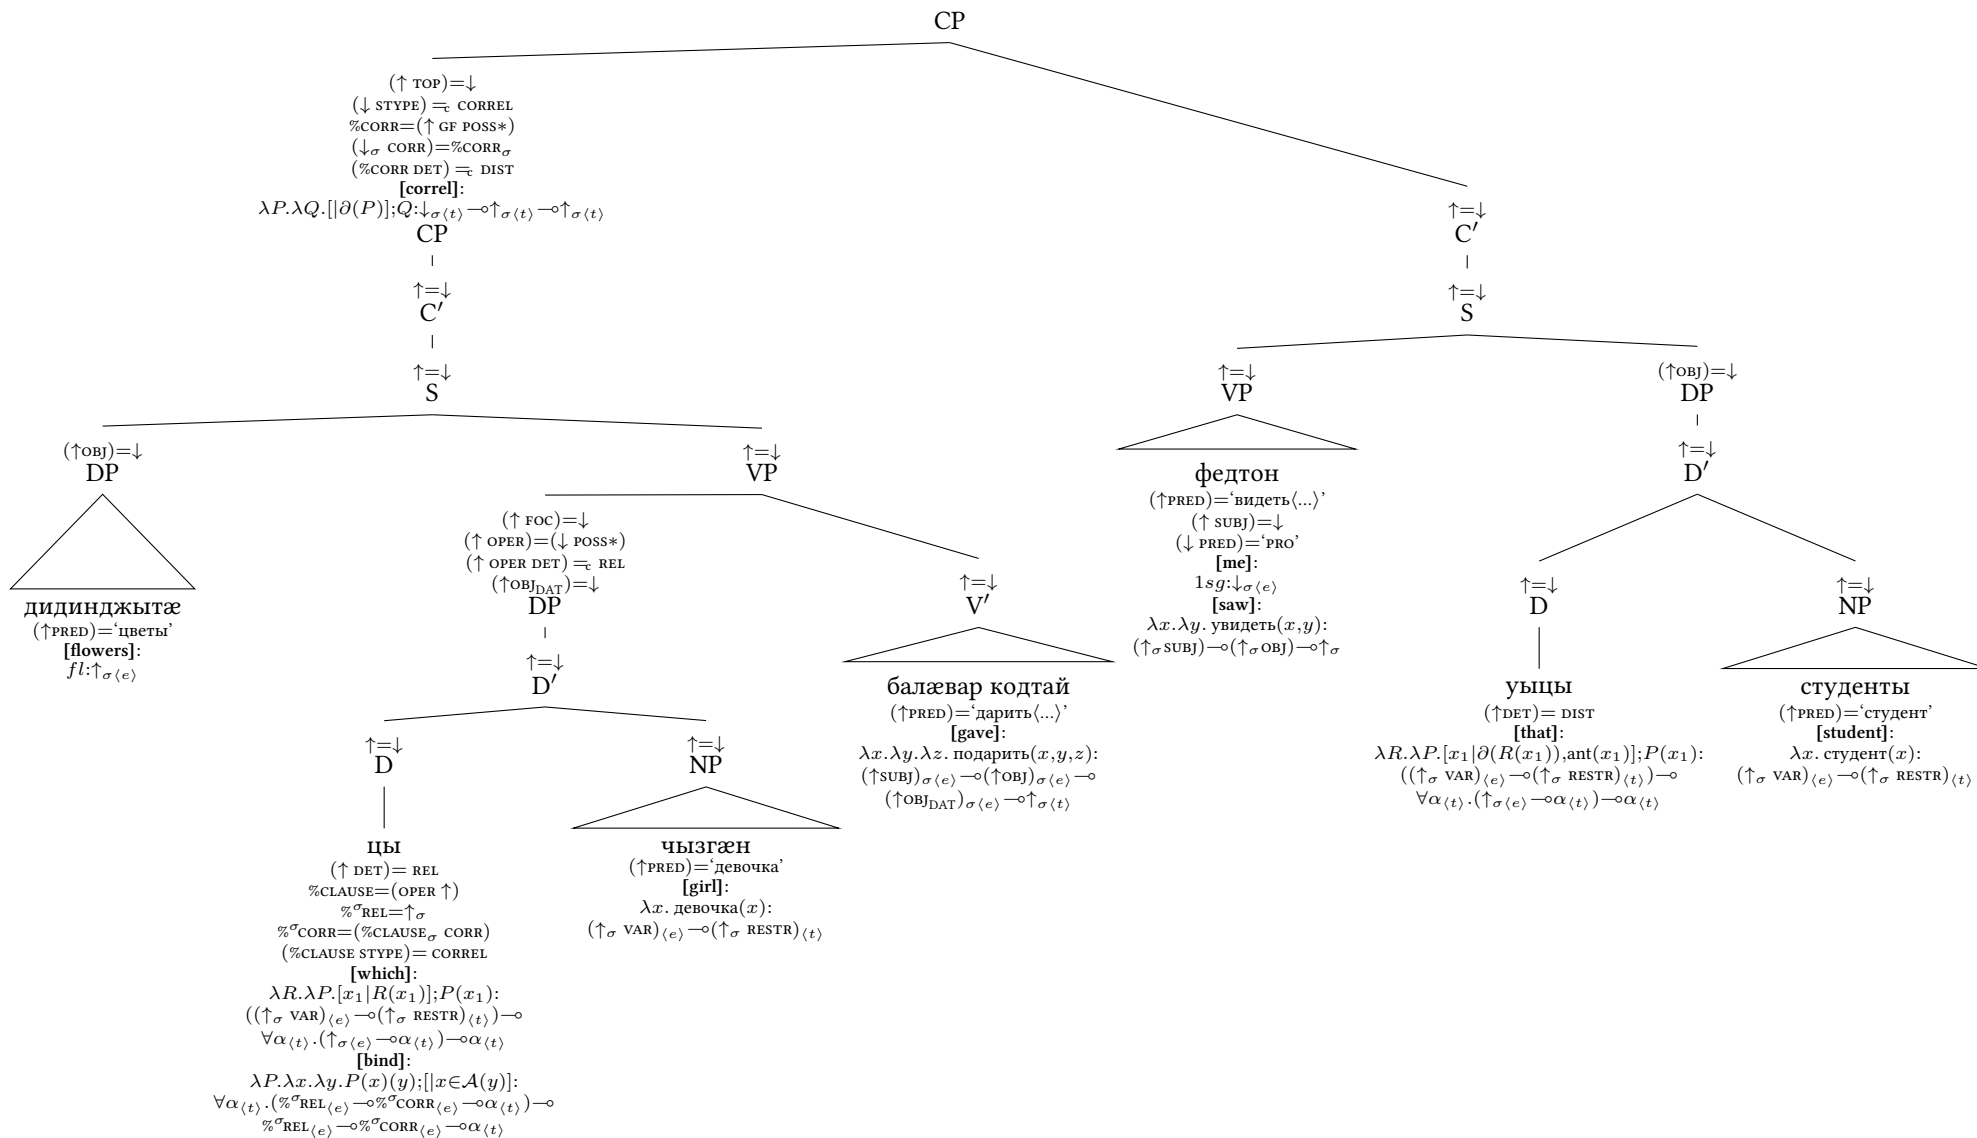 CP
(↑ TOP)=↓
(↓ STYPE) =c CORREL
%CORR=(↑ GF POSS*)
(↓σ CORR)=%CORRσ
(%CORR DET) =c DIST
[correl]:
λP.λQ.[|∂(P)];Q:↓σ⟨t⟩⊸↑σ⟨t⟩⊸↑σ⟨t⟩
CP
↑=↓
C′
↑=↓
S
(↑OBJ)=↓
DP
дидинджытӕ
(↑PRED)=‘цветы’
[flowers]:
fl:↑σ⟨e⟩
↑=↓
VP
(↑ FOC)=↓
(↑ OPER)=(↓ POSS*)
(↑ OPER DET) =c REL
(↑OBJDAT)=↓
DP
↑=↓
D′
↑=↓
D
цы
(↑ DET)= REL
%CLAUSE=(OPER ↑)
%σREL=↑σ
%σCORR=(%CLAUSEσ CORR)
(%CLAUSE STYPE)= CORREL
[which]:
λR.λP.[x1|R(x1)];P(x1):
((↑σ VAR)⟨e⟩⊸(↑σ RESTR)⟨t⟩)⊸
∀α⟨t⟩.(↑σ⟨e⟩⊸α⟨t⟩)⊸α⟨t⟩
[bind]:
λP.λx.λy.P(x)(y);[|x∈𝒜(y)]:
∀α⟨t⟩.(%σREL⟨e⟩⊸%σCORR⟨e⟩⊸α⟨t⟩)⊸
%σREL⟨e⟩⊸%σCORR⟨e⟩⊸α⟨t⟩
↑=↓
NP
чызгӕн
(↑PRED)=‘девочка’
[girl]:
λx. девочка(x):
(↑σ VAR)⟨e⟩⊸(↑σ RESTR)⟨t⟩
↑=↓
V′
балӕвар кодтай
(↑PRED)=‘дарить⟨...⟩’
[gave]:
λx.λy.λz. подарить(x,y,z):
(↑SUBJ)σ⟨e⟩⊸(↑OBJ)σ⟨e⟩⊸
(↑OBJDAT)σ⟨e⟩⊸↑σ⟨t⟩
↑=↓
C′
↑=↓
S
↑=↓
VP
федтон
(↑PRED)=‘видеть⟨...⟩’
(↑ SUBJ)=↓
(↓ PRED)=‘PRO’
[me]:
1sg:↓σ⟨e⟩
[saw]:
λx.λy. увидеть(x,y):
(↑σSUBJ)⊸(↑σOBJ)⊸↑σ
(↑OBJ)=↓
DP
↑=↓
D′
↑=↓
D
уыцы
(↑DET)= DIST
[that]:
λR.λP.[x1|∂(R(x1)),ant(x1)];P(x1):
((↑σ VAR)⟨e⟩⊸(↑σ RESTR)⟨t⟩)⊸
∀α⟨t⟩.(↑σ⟨e⟩⊸α⟨t⟩)⊸α⟨t⟩
↑=↓
NP
студенты
(↑PRED)=‘студент’
[student]:
λx. студент(x):
(↑σ VAR)⟨e⟩⊸(↑σ RESTR)⟨t⟩